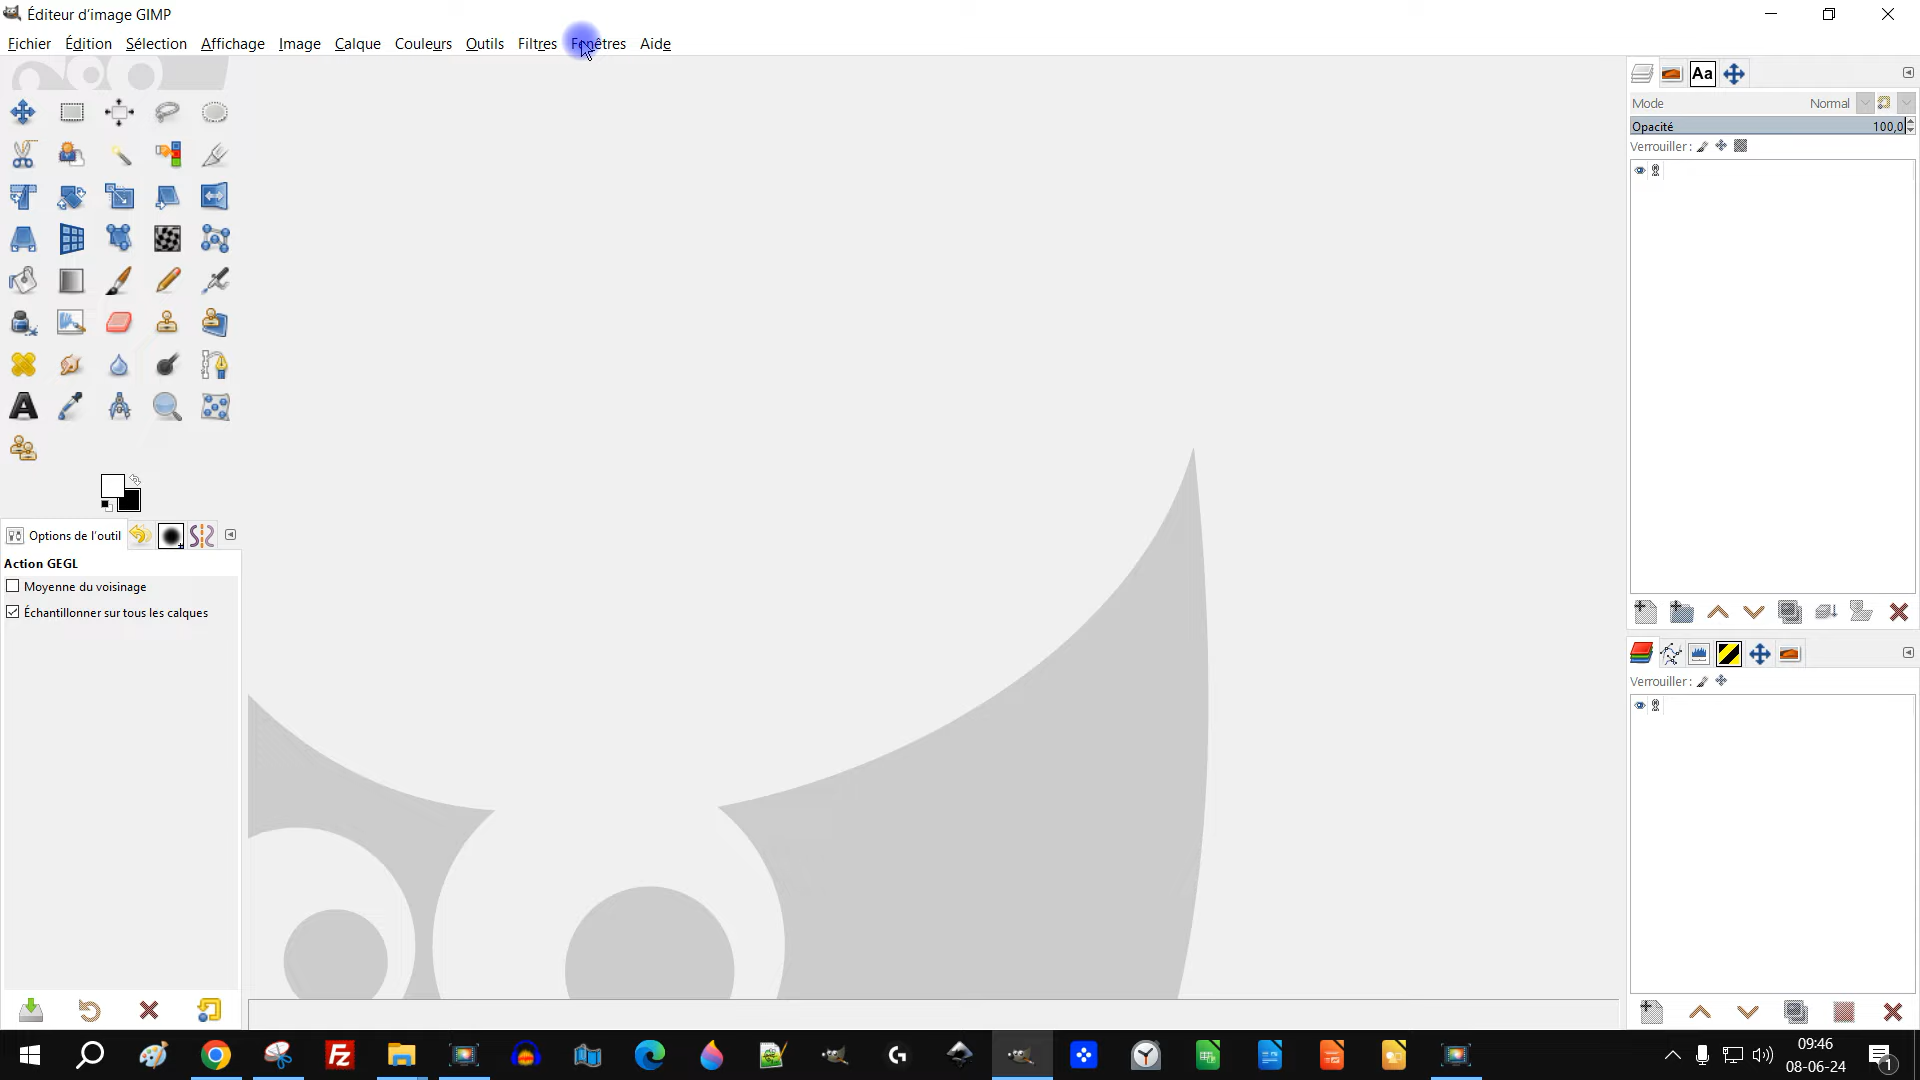 Éditeur d'image GIMP
Fichier Édition Sélection Affichage Image Calque Couleurs Outils Filtres Fenêtres Aide
Aa
Mode Normal
Opacité 100,0
Verrouiller :
Options de l'outil
Action GEGL
Moyenne du voisinage
Échantillonner sur tous les calques
Verrouiller :
09:46
08-06-24
1